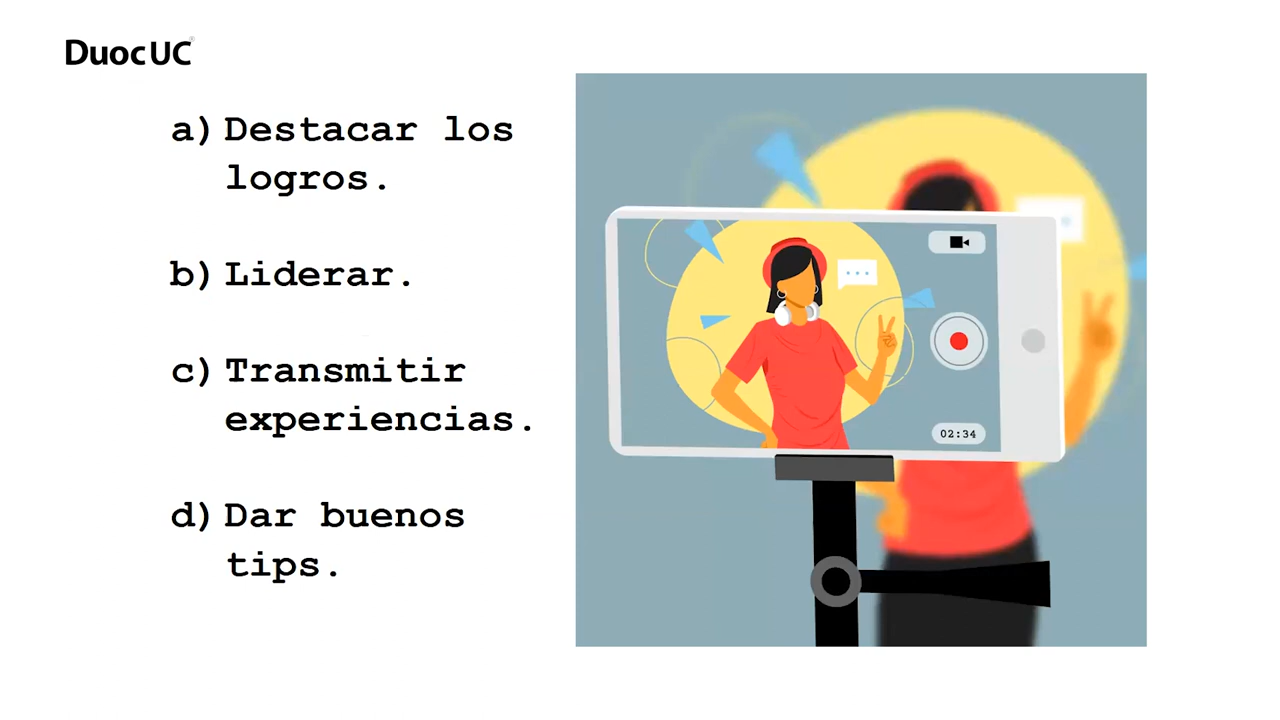 DuocUC
a) Destacar los
logros.
b) Liderar.
c) Transmitir
experiencias.
d) Dar buenos
tips.
02:34